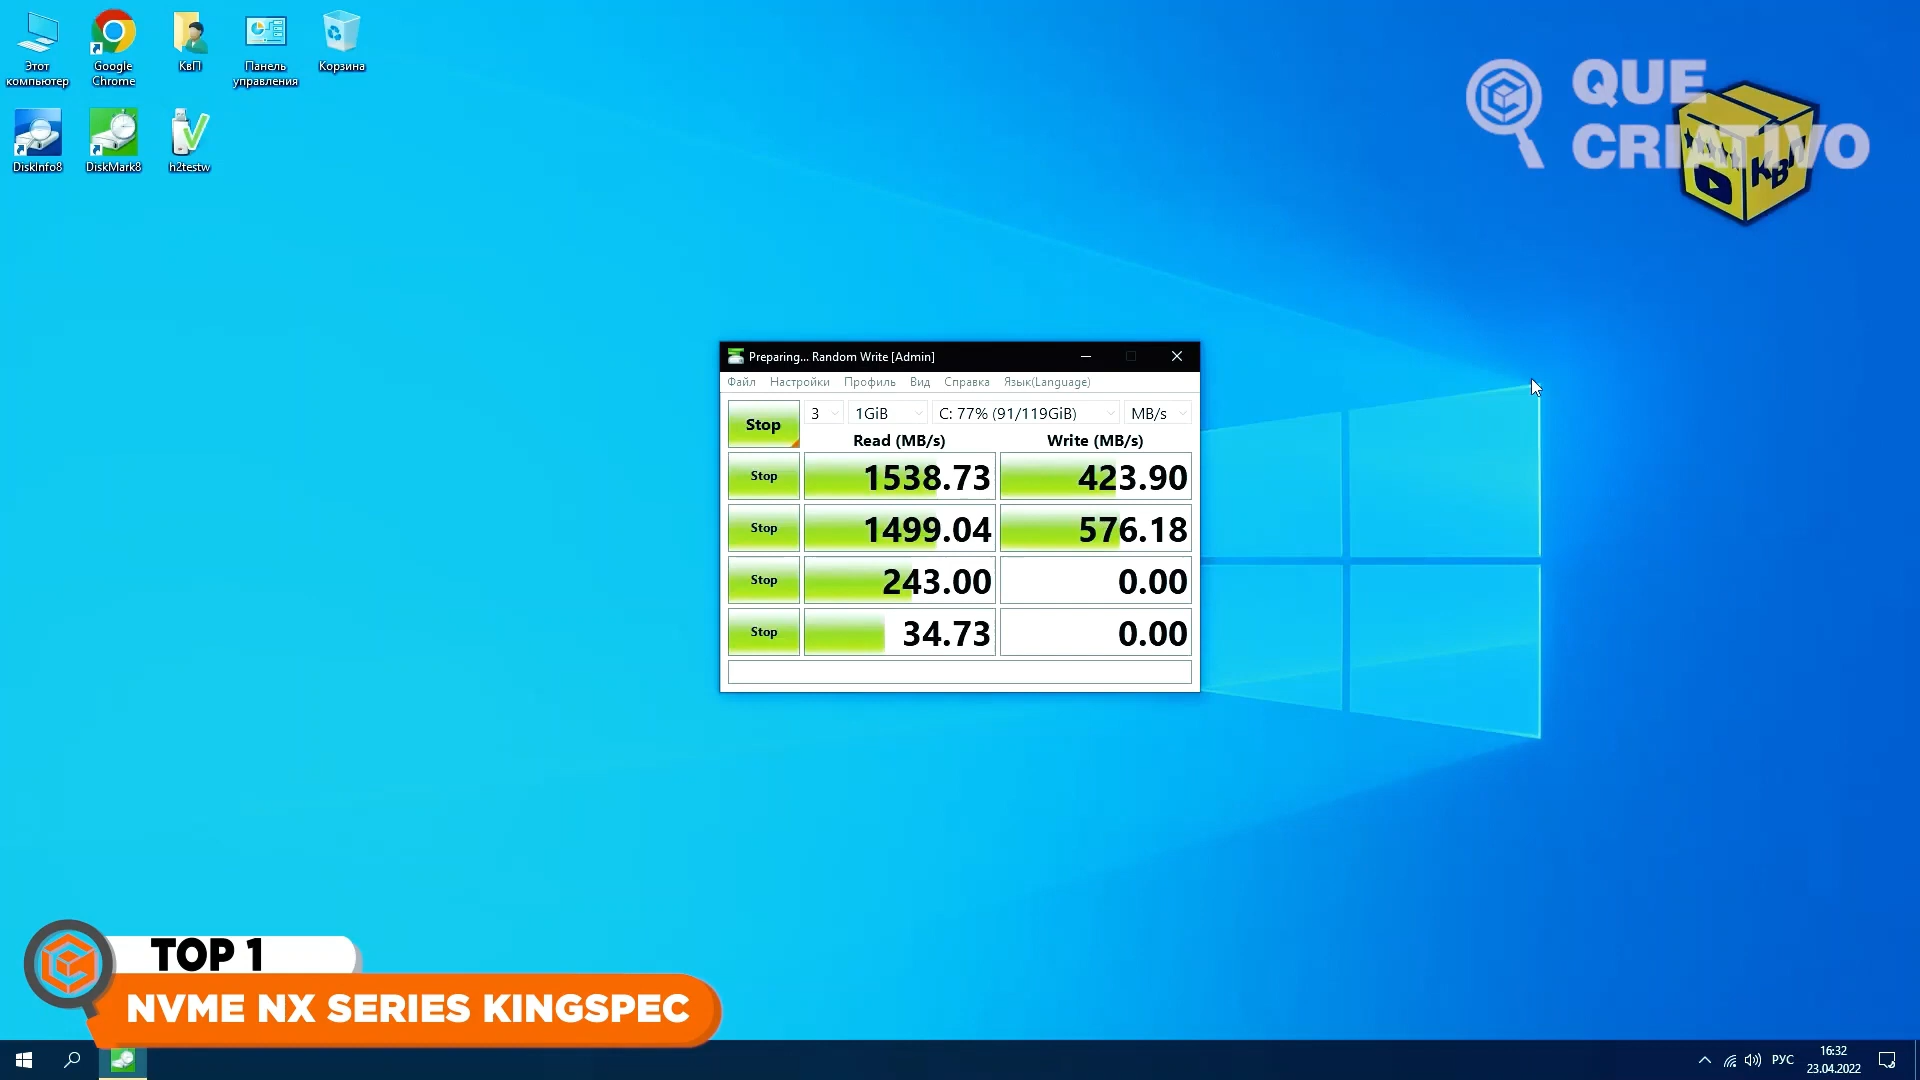 Этот
компьютер
Google
Chrome
КвП
Панель
управления
Корзина
DiskInfo8
DiskMark8
h2testw
QUE
CRIATIVO
KB
Preparing... Random Write [Admin]
Файл Настройки Профиль Вид Справка Язык(Language)
Stop 3 1GiB C: 77% (91/119GiB) MB/s
Read (MB/s) Write (MB/s)
Stop 1538.73 423.90
Stop 1499.04 576.18
Stop 243.00 0.00
Stop 34.73 0.00
TOP 1
NVME NX SERIES KINGSPEC
РУС
16:32
23.04.2022